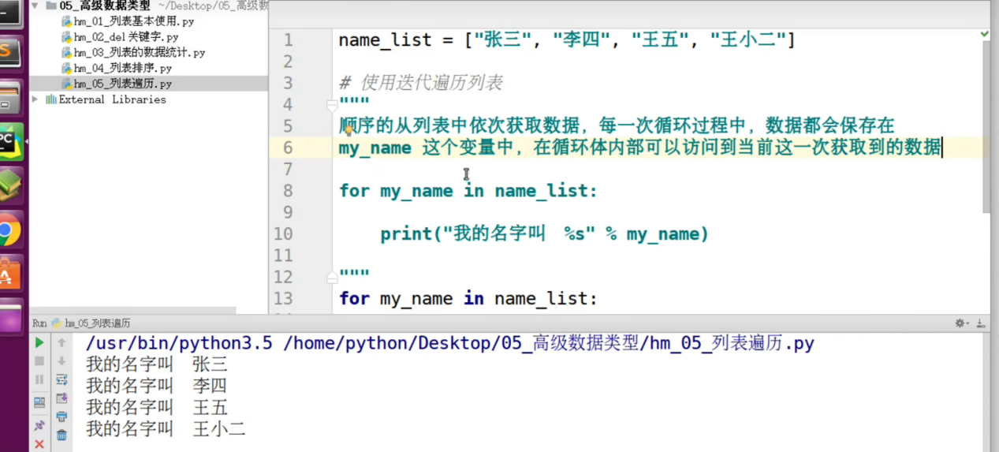 05_高级数据类型 ~/Desktop/05_高级数
hm_01_列表基本使用.py
hm_02_del关键字.py
hm_03_列表的数据统计.py
hm_04_列表排序.py
hm_05_列表遍历.py
External Libraries
1 name_list = ["张三", "李四", "王五", "王小二"]
2
3 # 使用迭代遍历列表
4 """
5 顺序的从列表中依次获取数据，每一次循环过程中，数据都会保存在
6 my_name 这个变量中，在循环体内部可以访问到当前这一次获取到的数据
7
8 for my_name in name_list:
9
10 print("我的名字叫 %s" % my_name)
11
12 """
13 for my_name in name_list:
Run hm_05_列表遍历
/usr/bin/python3.5 /home/python/Desktop/05_高级数据类型/hm_05_列表遍历.py
我的名字叫 张三
我的名字叫 李四
我的名字叫 王五
我的名字叫 王小二